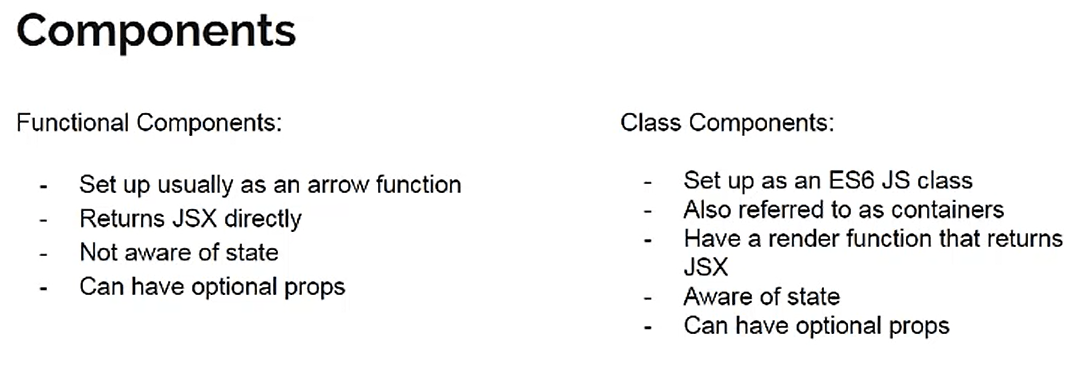 Components
Functional Components:
- Set up usually as an arrow function
- Returns JSX directly
- Not aware of state
- Can have optional props
Class Components:
- Set up as an ES6 JS class
- Also referred to as containers
- Have a render function that returns
JSX
- Aware of state
- Can have optional props